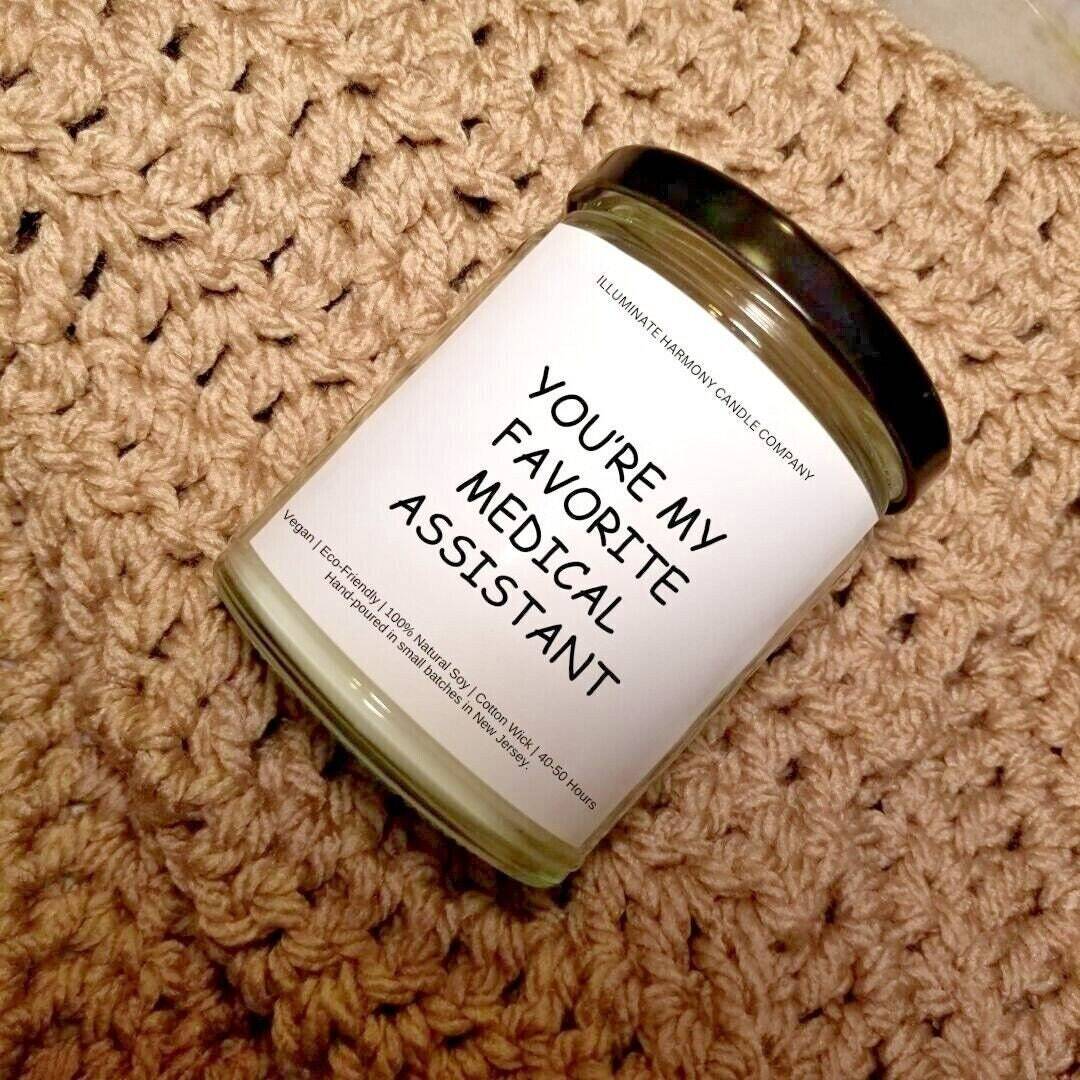 ILLUMINATE HARMONY CANDLE COMPANY
YOU'RE MY
FAVORITE
MEDICAL
ASSISTANT
Vegan | Eco-Friendly | 100% Natural Soy | Cotton Wick | 40-50 Hours
Hand-poured in small batches in New Jersey.